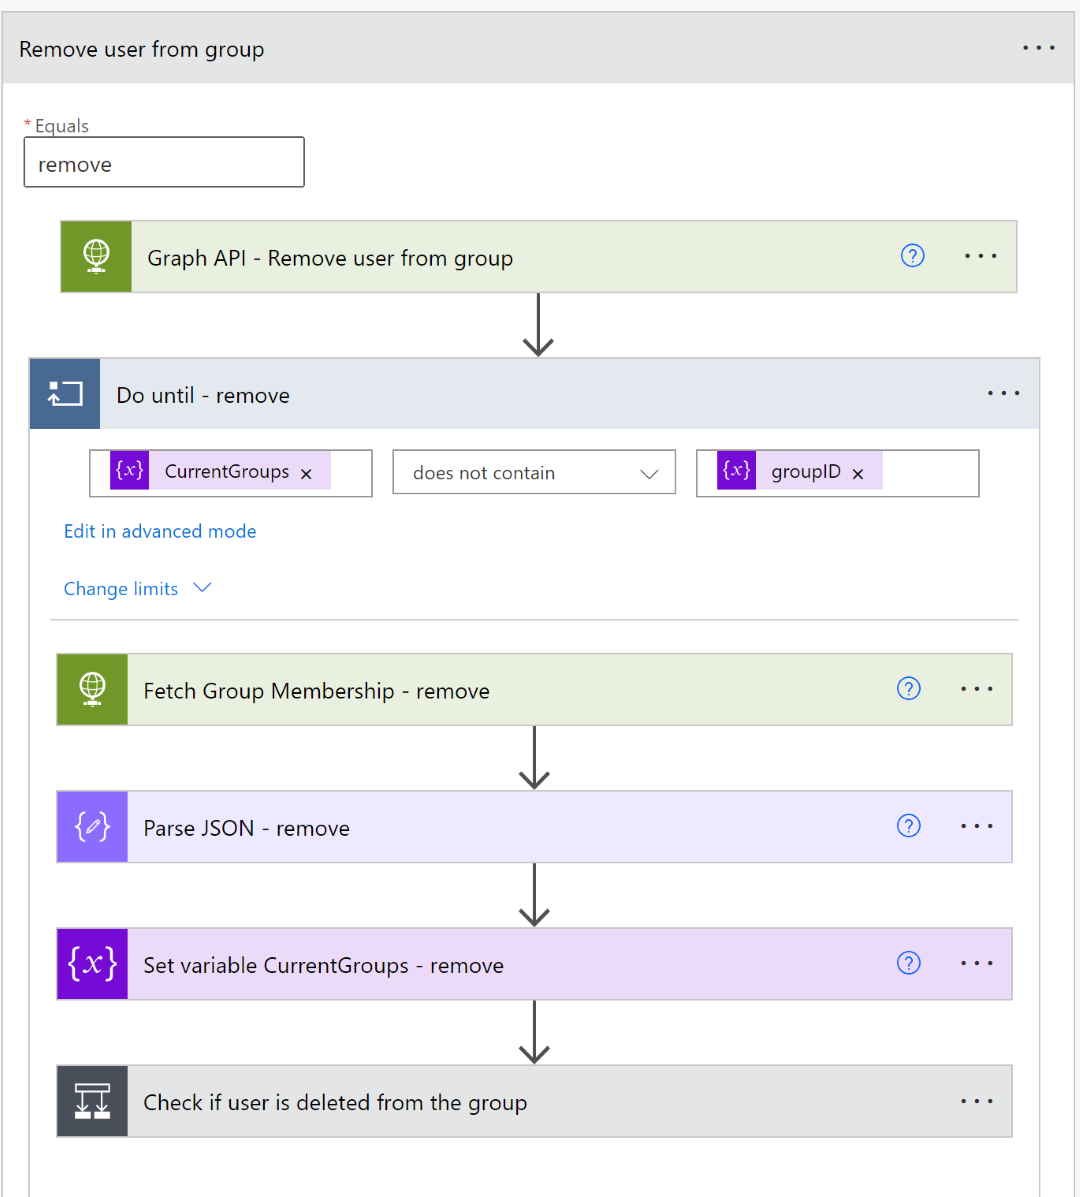 Remove user from group
* Equals
remove
Graph API - Remove user from group
?
Do until - remove
{x} CurrentGroups × does not contain {x} groupID ×
Edit in advanced mode
Change limits
Fetch Group Membership - remove
?
Parse JSON - remove
?
{x} Set variable CurrentGroups - remove
?
Check if user is deleted from the group